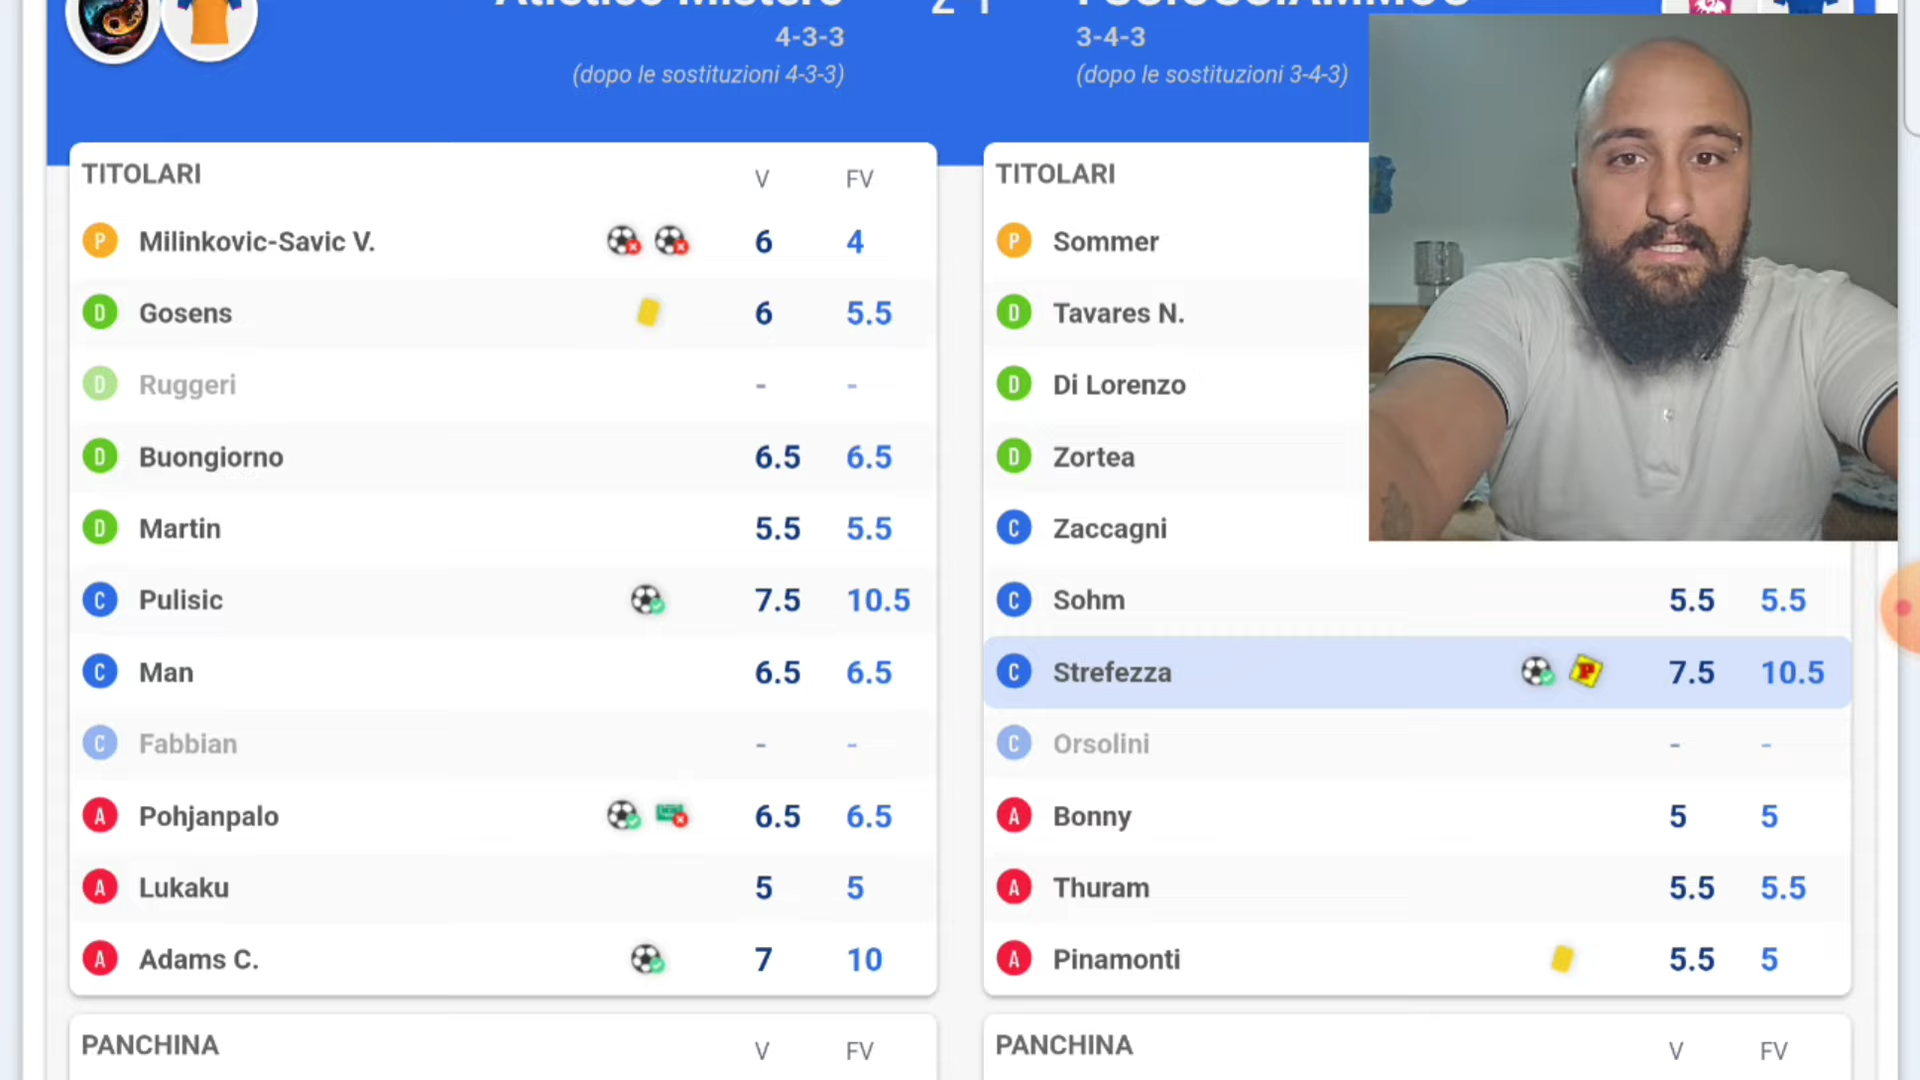 Atletico Mistero 2-1
4-3-3
(dopo le sostituzioni 4-3-3)
3-4-3
(dopo le sostituzioni 3-4-3)
TITOLARI V FV
P Milinkovic-Savic V. 6 4
D Gosens 6 5.5
D Ruggeri - -
D Buongiorno 6.5 6.5
D Martin 5.5 5.5
C Pulisic 7.5 10.5
C Man 6.5 6.5
C Fabbian - -
A Pohjanpalo 6.5 6.5
A Lukaku 5 5
A Adams C. 7 10
PANCHINA V FV
TITOLARI
P Sommer
D Tavares N.
D Di Lorenzo
D Zortea
C Zaccagni
C Sohm 5.5 5.5
C Strefezza P 7.5 10.5
C Orsolini - -
A Bonny 5 5
A Thuram 5.5 5.5
A Pinamonti 5.5 5
PANCHINA V FV